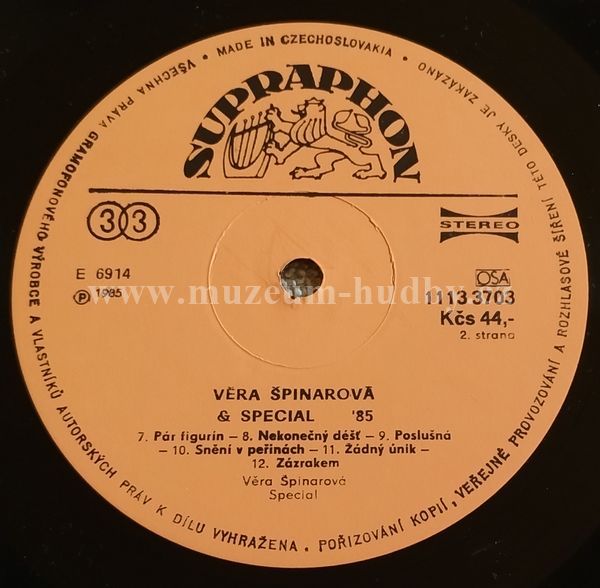 VŠECHNA PRÁVA GRAMOFONOVÉHO VÝROBCE A VLASTNÍKŮ AUTORSKÝCH PRÁV K DÍLU VYHRAŽENA. POŘIZOVÁNÍ KOPIÍ, VEŘEJNÉ PROVOZOVÁNÍ A ROZHLASOVÉ ŠÍŘENÍ TÉTO DESKY JE ZAKÁZÁNO • MADE IN CZECHOSLOVAKIA •
SUPRAPHON
33
STEREO
E 6914
OSA
Ⓟ 1985
1113 3703
www.muzeum-hudby.cz
Kčs 44,-
2. strana
VĚRA ŠPINAROVÁ
& SPECIAL '85
7. Pár figurín – 8. Nekonečný déšť – 9. Poslušná
– 10. Snění v peřinách – 11. Žádný únik –
12. Zázrakem
Věra Špinarová
Special